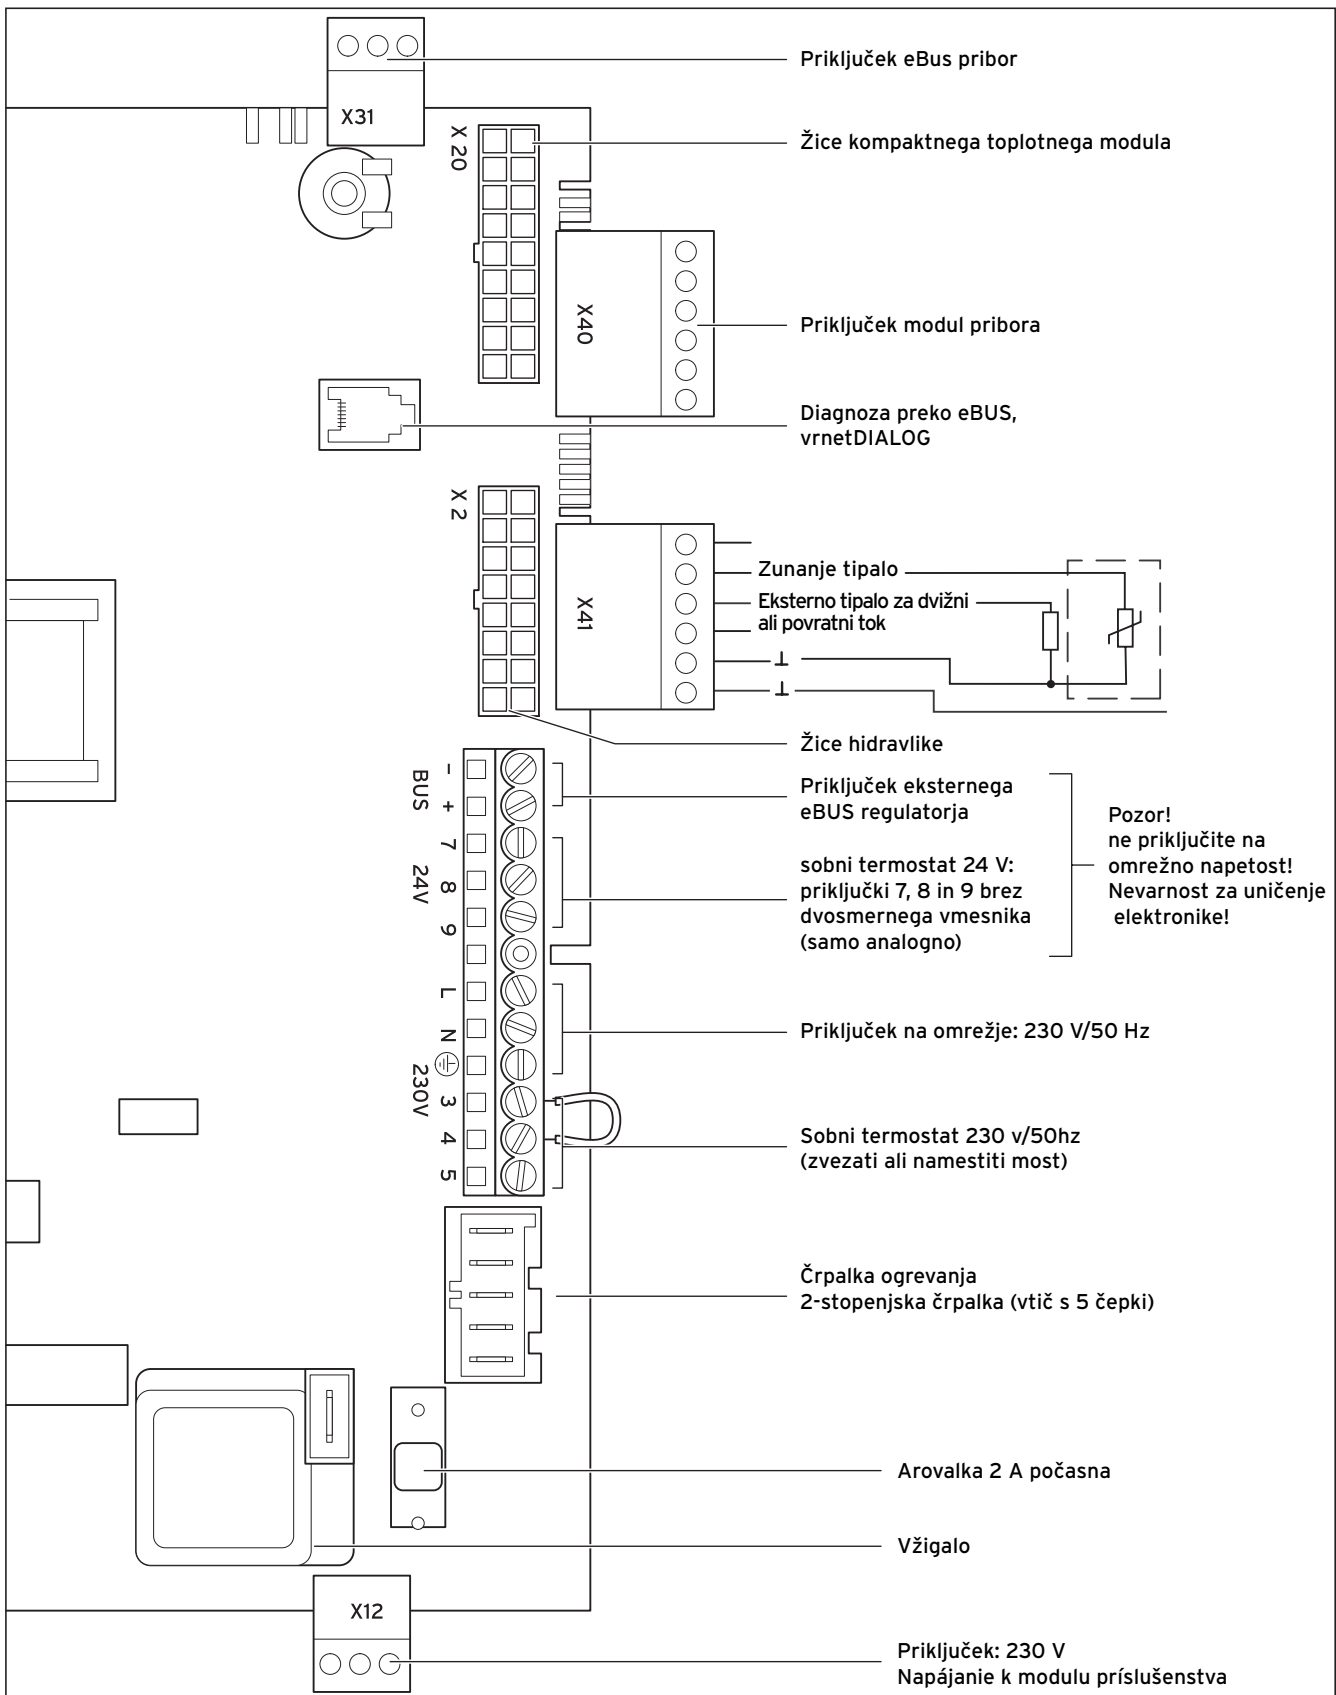 Priključek eBus pribor
X31
X 20
Žice kompaktnega toplotnega modula
X40
Priključek modul pribora
Diagnoza preko eBUS,
vrnetDIALOG
X 2
X41
Zunanje tipalo
Eksterno tipalo za dvižni
ali povratni tok
Žice hidravlike
BUS
-
+
7
8
9
24V
Priključek eksternega
eBUS regulatorja
sobni termostat 24 V:
priključki 7, 8 in 9 brez
dvosmernega vmesnika
(samo analogno)
Pozor!
ne priključite na
omrežno napetost!
Nevarnost za uničenje
elektronike!
L
N
230V
3
4
5
Priključek na omrežje: 230 V/50 Hz
Sobni termostat 230 v/50hz
(zvezati ali namestiti most)
Črpalka ogrevanja
2-stopenjska črpalka (vtič s 5 čepki)
Arovalka 2 A počasna
Vžigalo
X12
Priključek: 230 V
Napájanie k modulu príslušenstva